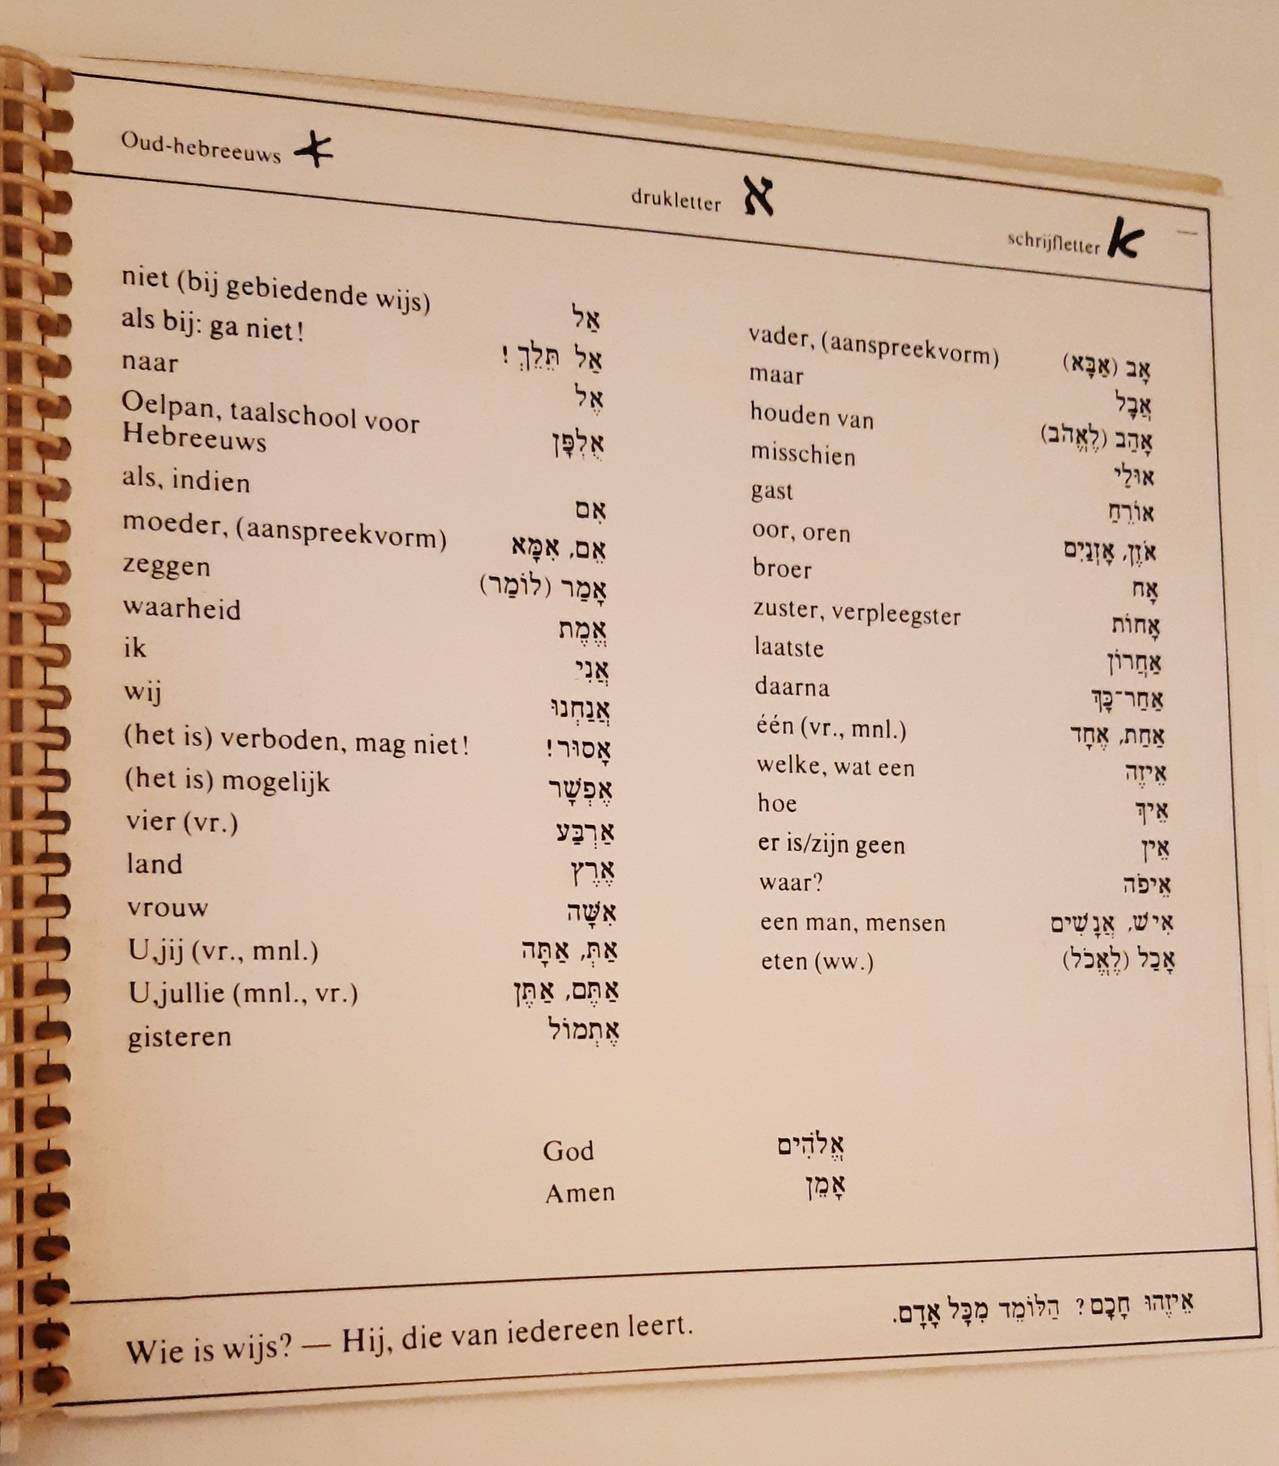 Oud-hebreeuws
drukletter א
schrijfletter
niet (bij gebiedende wijs) אַל
als bij: ga niet! אַל תֵּלֵךְ !
naar אֶל
Oelpan, taalschool voor
Hebreeuws אֻלְפָּן
als, indien אִם
moeder, (aanspreekvorm) אֵם, אִמָּא
zeggen אָמַר (לוֹמַר)
waarheid אֱמֶת
ik אֲנִי
wij אֲנַחְנוּ
(het is) verboden, mag niet! אָסוּר!
(het is) mogelijk אֶפְשָׁר
vier (vr.) אַרְבַּע
land אֶרֶץ
vrouw אִשָּׁה
U,jij (vr., mnl.) אַתְּ, אַתָּה
U,jullie (mnl., vr.) אַתֶּם, אַתֶּן
gisteren אֶתְמוֹל
vader, (aanspreekvorm) אָב (אַבָּא)
maar אֲבָל
houden van אָהַב (לֶאֱהֹב)
misschien אוּלַי
gast אוֹרֵחַ
oor, oren אֹזֶן, אָזְנַיִם
broer אָח
zuster, verpleegster אָחוֹת
laatste אַחֲרוֹן
daarna אַחַר־כָּךְ
één (vr., mnl.) אַחַת, אֶחָד
welke, wat een אֵיזֶה
hoe אֵיךְ
er is/zijn geen אֵין
waar? אֵיפֹה
een man, mensen אִישׁ, אֲנָשִׁים
eten (ww.) אָכַל (לֶאֱכֹל)
God אֱלֹהִים
Amen אָמֵן
Wie is wijs? — Hij, die van iedereen leert. אֵיזֶהוּ חָכָם? הַלּוֹמֵד מִכָּל אָדָם.